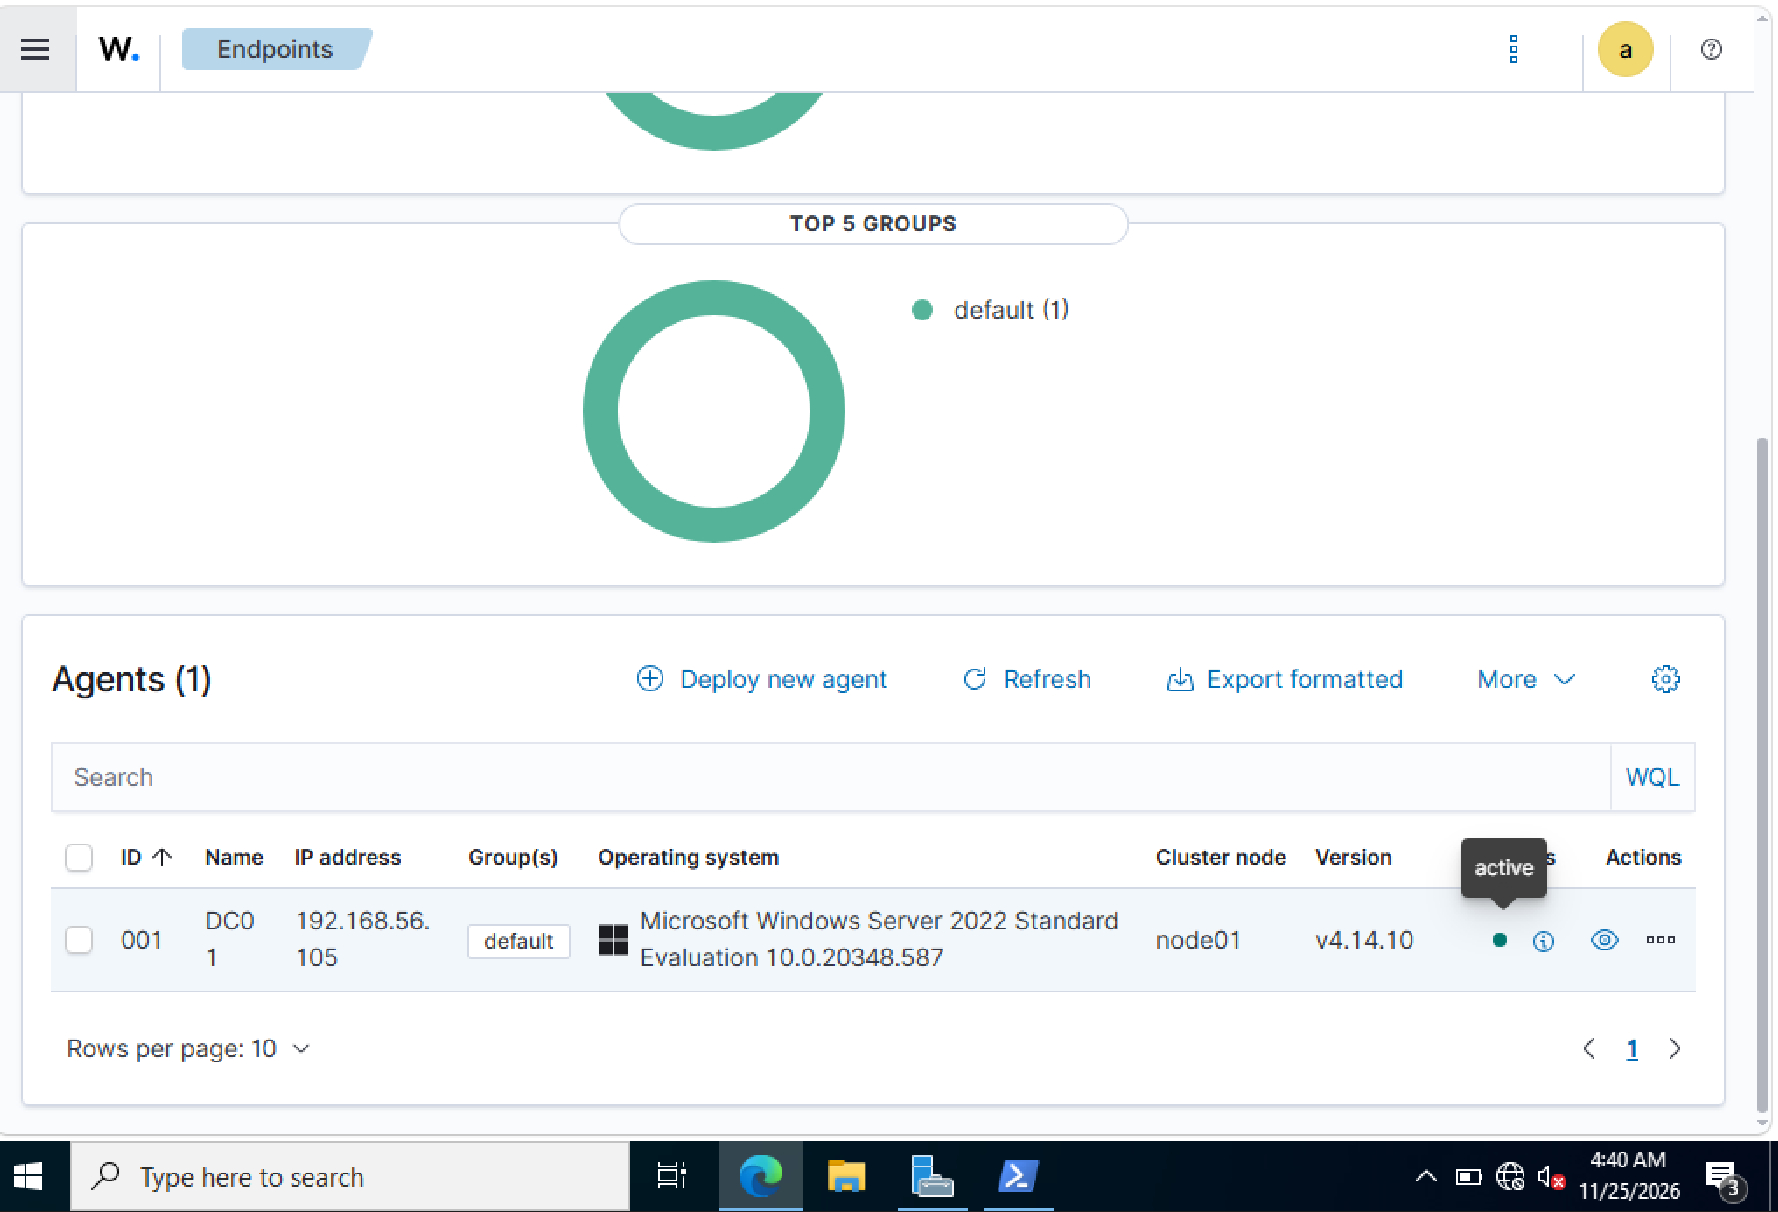 W. Endpoints a
TOP 5 GROUPS
default (1)
Agents (1) Deploy new agent Refresh Export formatted More
Search WQL
ID Name IP address Group(s) Operating system Cluster node Version s Actions
active
001 DC01 192.168.56.105 default Microsoft Windows Server 2022 Standard
Evaluation 10.0.20348.587 node01 v4.14.10
Rows per page: 10 1
Type here to search 4:40 AM
11/25/2026 3